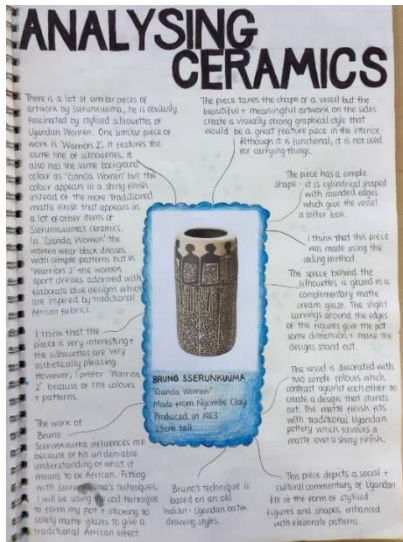 ANALYSING
CERAMICS
There is a lot of similar pieces of
artwork by Sserunkuuma, he is obviously
fascinated by stylised silhouettes of
Ugandan Women. One similar piece of
work is 'Warriors 2'. It features the
same line of silhouettes, it
also has the same background
colour as 'Ganda Women' but the
colour appears in a shiny finish
instead of the more traditional
matte finish that appears in
a lot of other items of
Sserunkuuma's ceramics.
In 'Ganda Women' the
women wear black dresses
with simple patterns but in
'Warriors 2' the women
sport dresses adorned with
elaborate blue designs which
are inspired by traditional
African fabrics.
I think that the
piece is very interesting +
the silhouettes are very
asthetically pleasing.
However, I prefer 'Warriors
2' because of the colours
+ patterns.
The work of
Bruno
Sserunkuuma influences me
because of his undeniable
understanding of what it
means to be African. Fitting
with Sserunkuuma's techniques,
I will be using coil technique
to form my pot + sticking to
solely matte glazes to give a
traditional African effect.
The piece takes the shape of a vessel but the
beautiful + meaningful artwork on the sides
create a visually strong graphical style that
would be a great feature piece in the interior.
Although it is functional, it is not used
for carrying things.
The piece has a simple
shape - it is cylindrical shaped
with rounded edges
which give the vessel
a softer look.
I think that this piece
was made using the
coiling method.
The space behind the
silhouettes is glazed in a
complementary matte
cream glaze. The slight
carvings around the edges
of the figures give the pot
some dimension + make the
designs stand out.
The vessel is decorated with
two simple colours which
contrast against each other to
create a design that stands
out. The matte finish fits
with traditional Ugandan
pottery which favours a
matte over a shiny finish.
This piece depicts a social +
cultural commentary of Ugandan
life in the form of stylised
figures and shapes, enhanced
with elaborate patterns.
BRUNO SSERUNKUUMA
"Ganda Women"
Made from Ntcombe Clay
Produced in 1983
23cm tall
Bruno's technique is
based on an old
Indian-Ugandan batik
drawing styles.